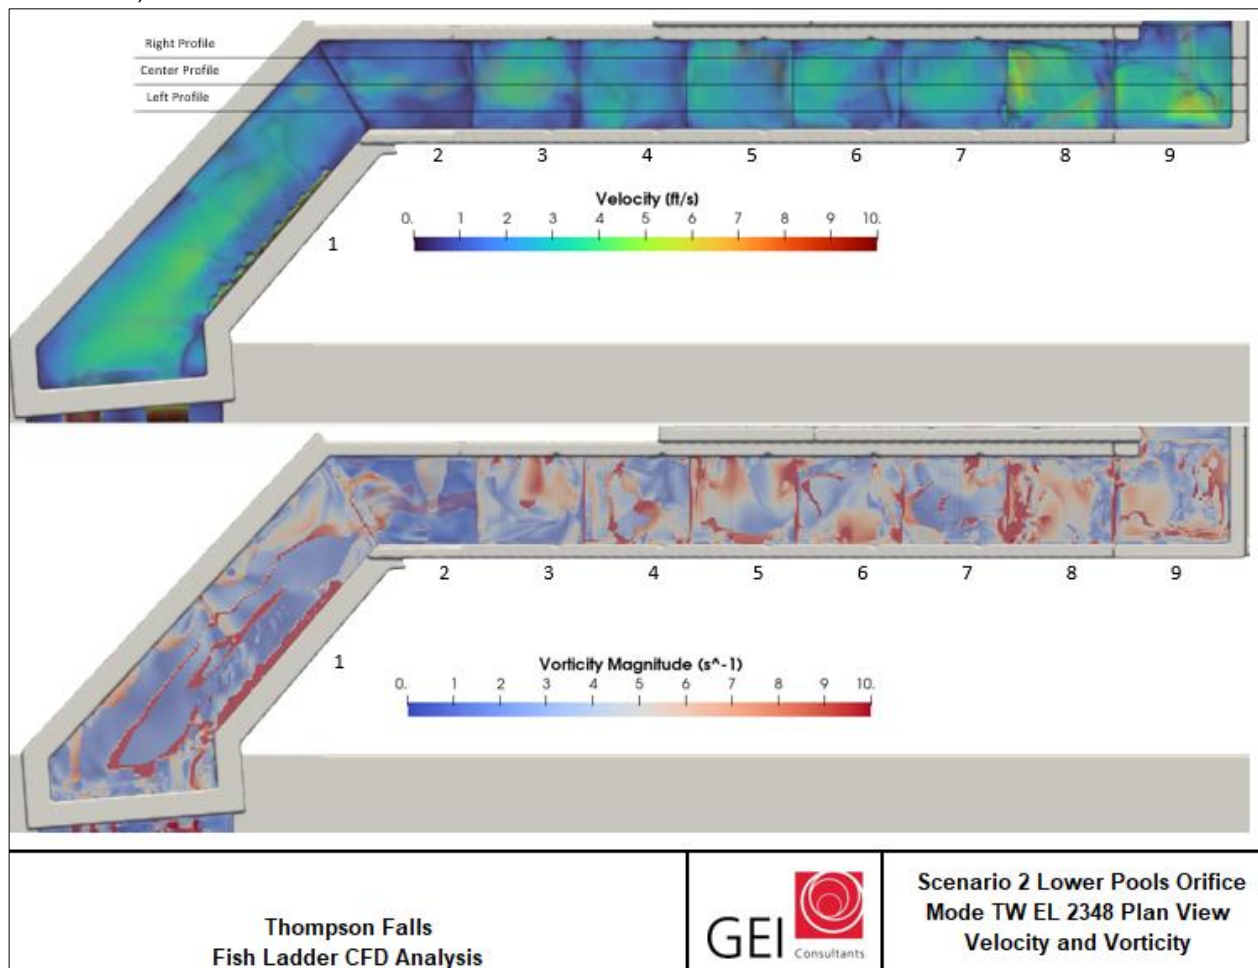 Right Profile
Center Profile
Left Profile
2 3 4 5 6 7 8 9
Velocity (ft/s)
0. 1 2 3 4 5 6 7 8 9 10.
1
2 3 4 5 6 7 8 9
1
Vorticity Magnitude (s^-1)
0. 1 2 3 4 5 6 7 8 9 10.
Thompson Falls
Fish Ladder CFD Analysis
GEI Consultants
Scenario 2 Lower Pools Orifice
Mode TW EL 2348 Plan View
Velocity and Vorticity